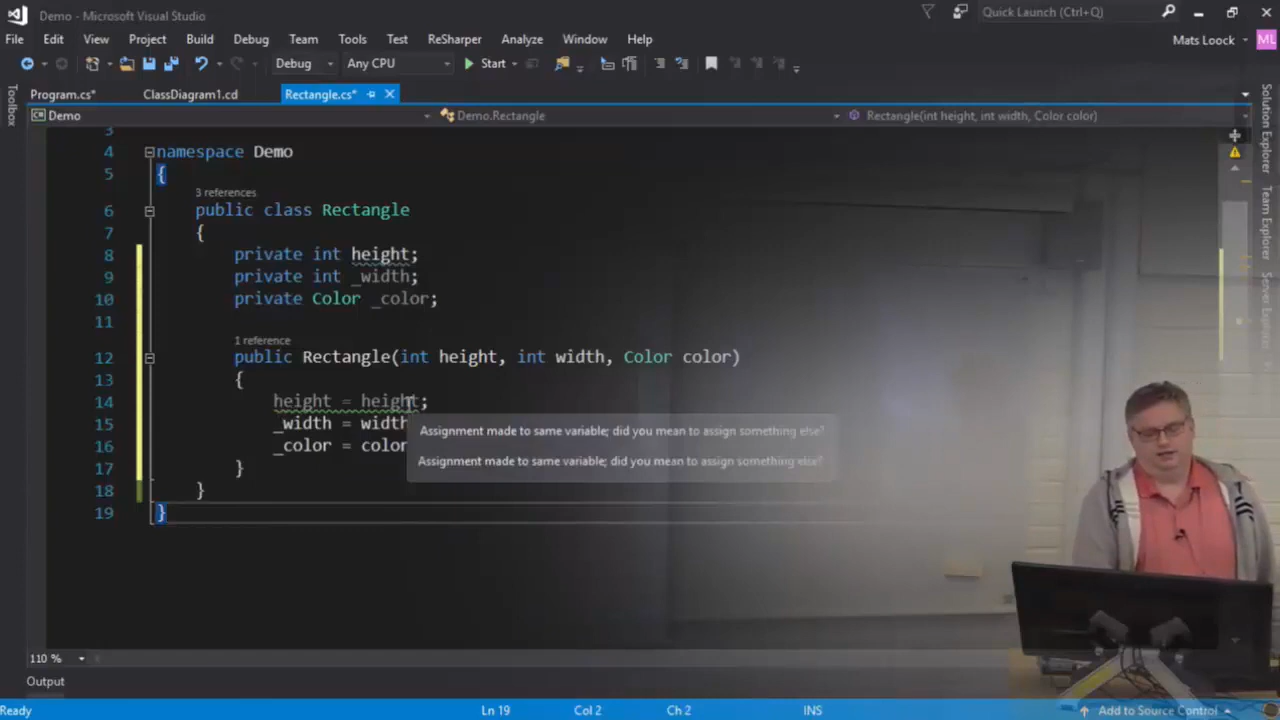 Demo - Microsoft Visual Studio
Quick Launch (Ctrl+Q)
File Edit View Project Build Debug Team Tools Test ReSharper Analyze Window Help
Mats Loock ML
Debug Any CPU Start
Program.cs* ClassDiagram1.cd Rectangle.cs*
Demo Demo.Rectangle Rectangle(int height, int width, Color color)
Toolbox
Solution Explorer
Team Explorer
Server Explorer
3
4 namespace Demo
5 {
3 references
6 public class Rectangle
7 {
8 private int height;
9 private int _width;
10 private Color _color;
11
1 reference
12 public Rectangle(int height, int width, Color color)
13 {
14 height = height;
15 _width = width
16 _color = color
Assignment made to same variable; did you mean to assign something else?
Assignment made to same variable; did you mean to assign something else?
17 }
18 }
19 }
110 %
Output
Ready Ln 19 Col 2 Ch 2 INS Add to Source Control